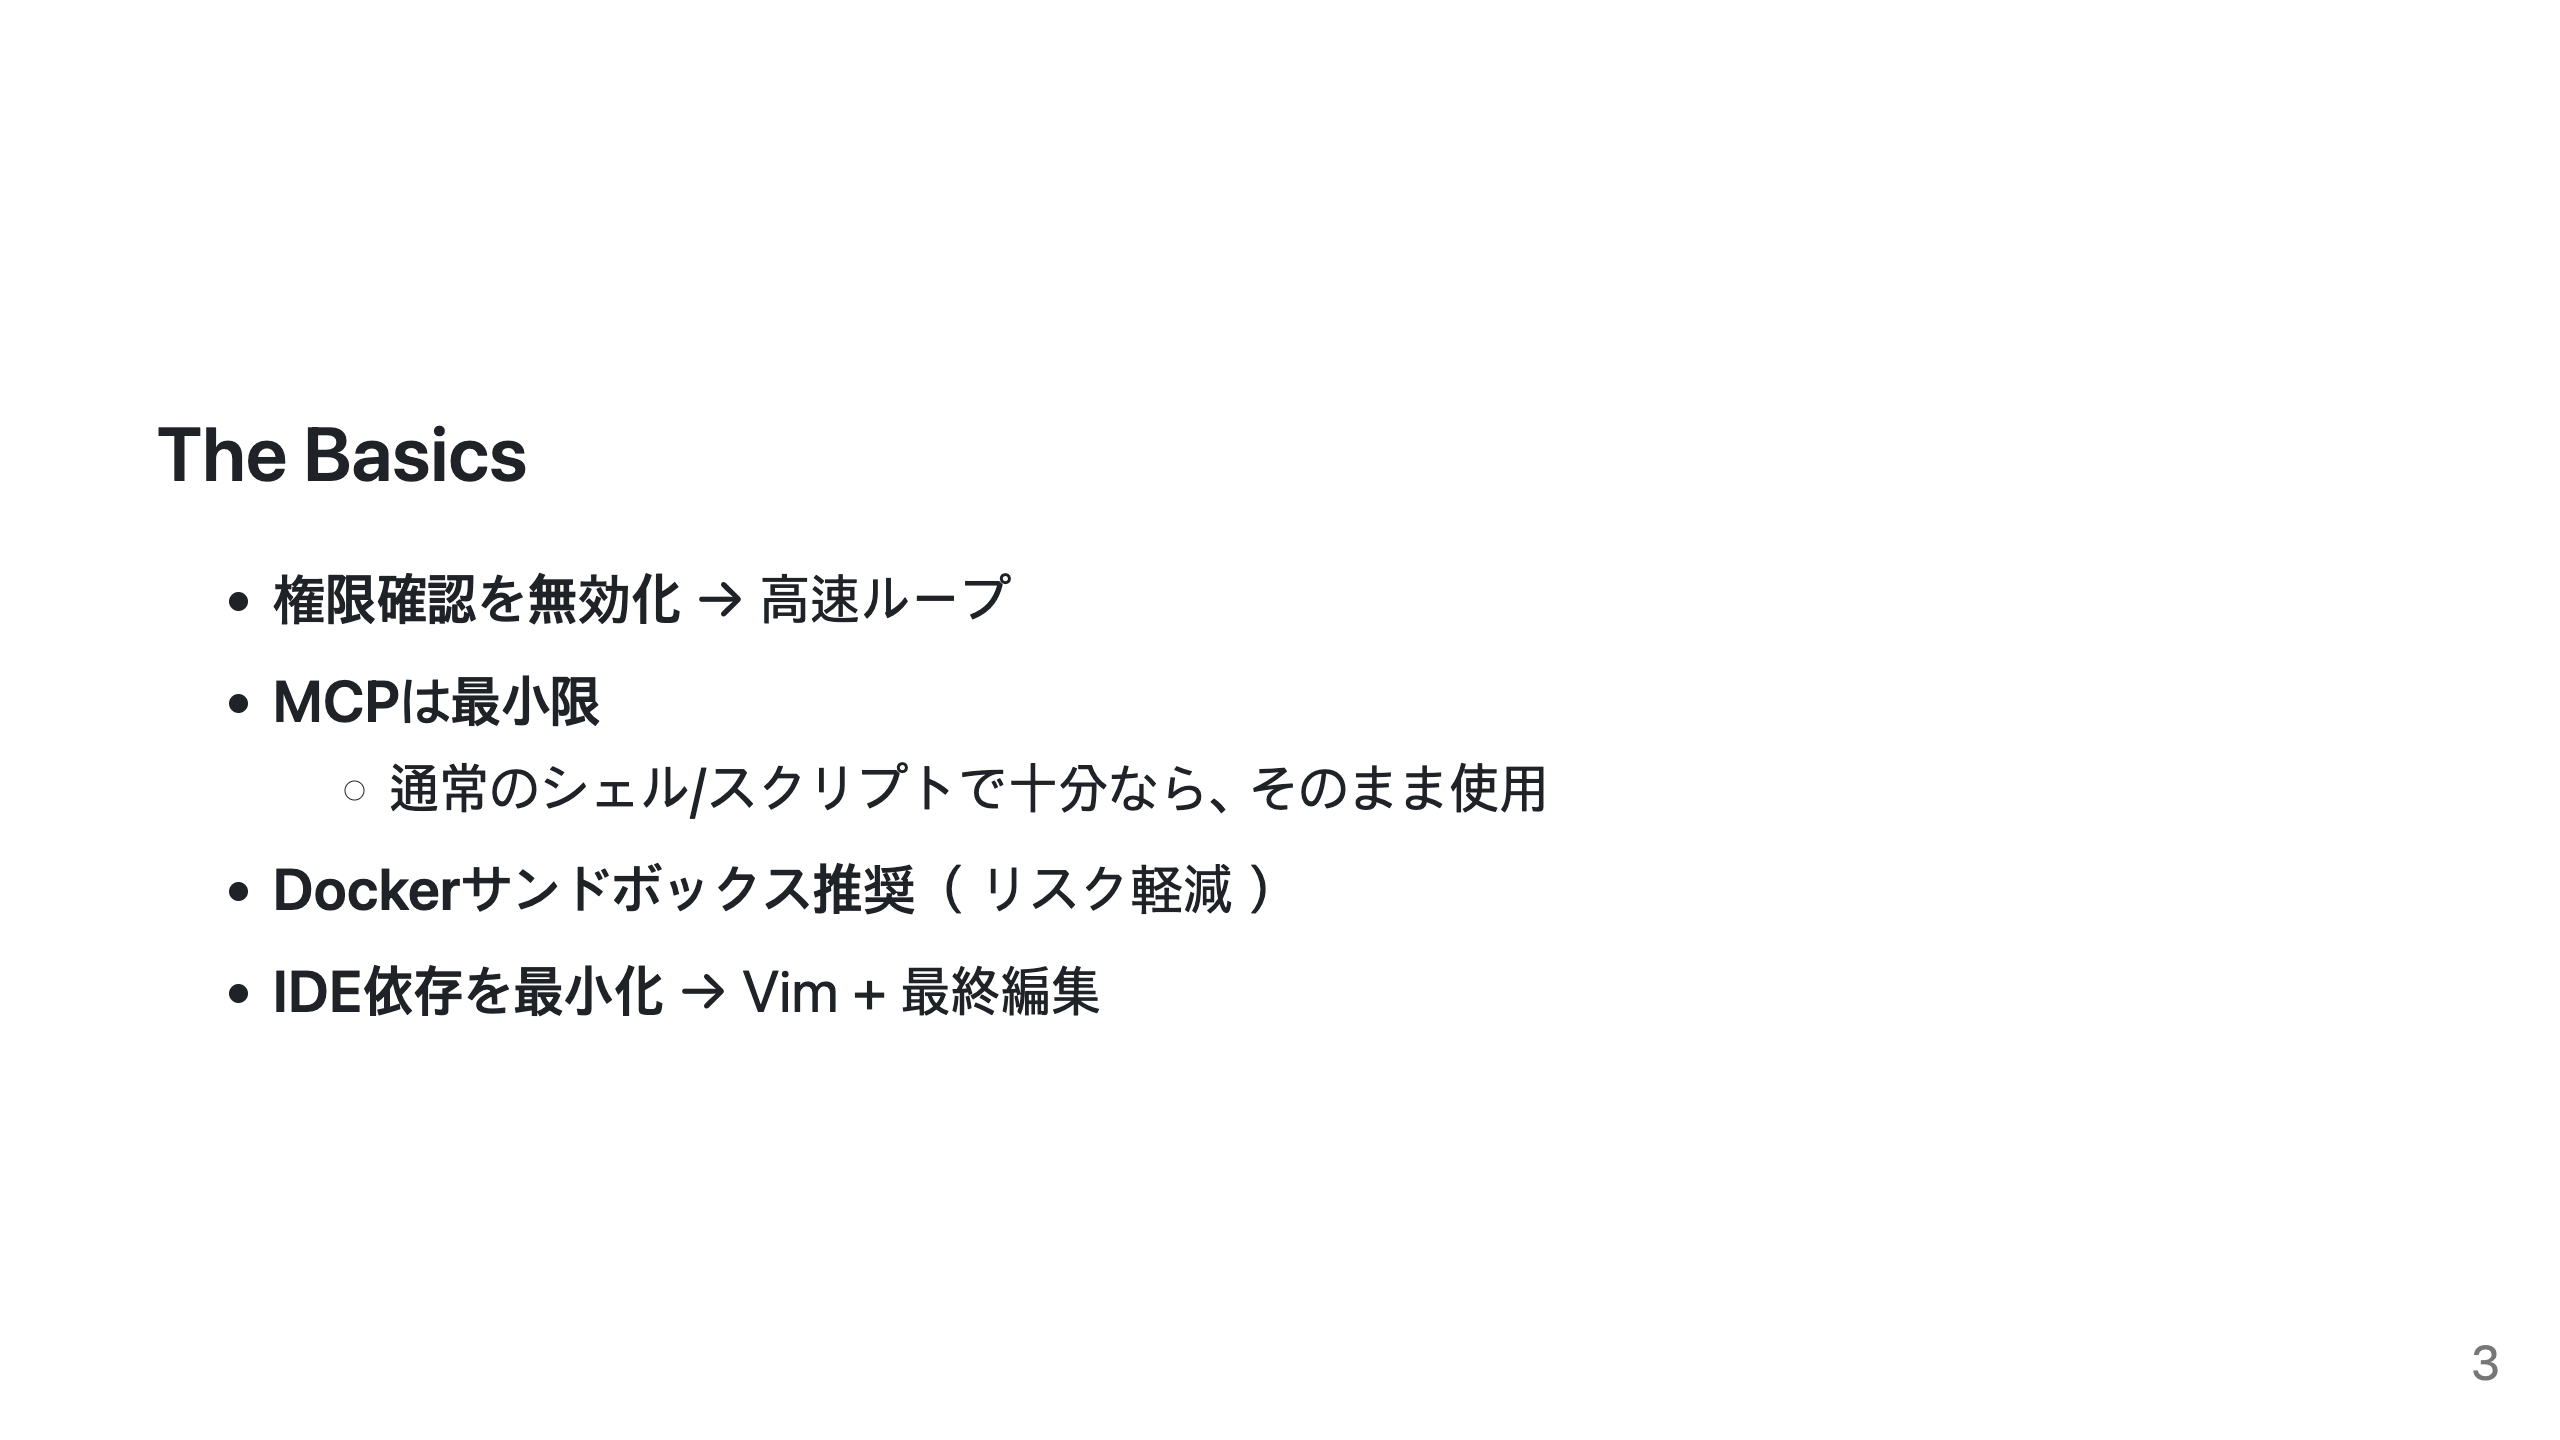 The Basics
• 権限確認を無効化 → 高速ループ
• MCPは最小限
○ 通常のシェル/スクリプトで十分なら、そのまま使用
• Dockerサンドボックス推奨（リスク軽減）
• IDE依存を最小化 → Vim + 最終編集
3